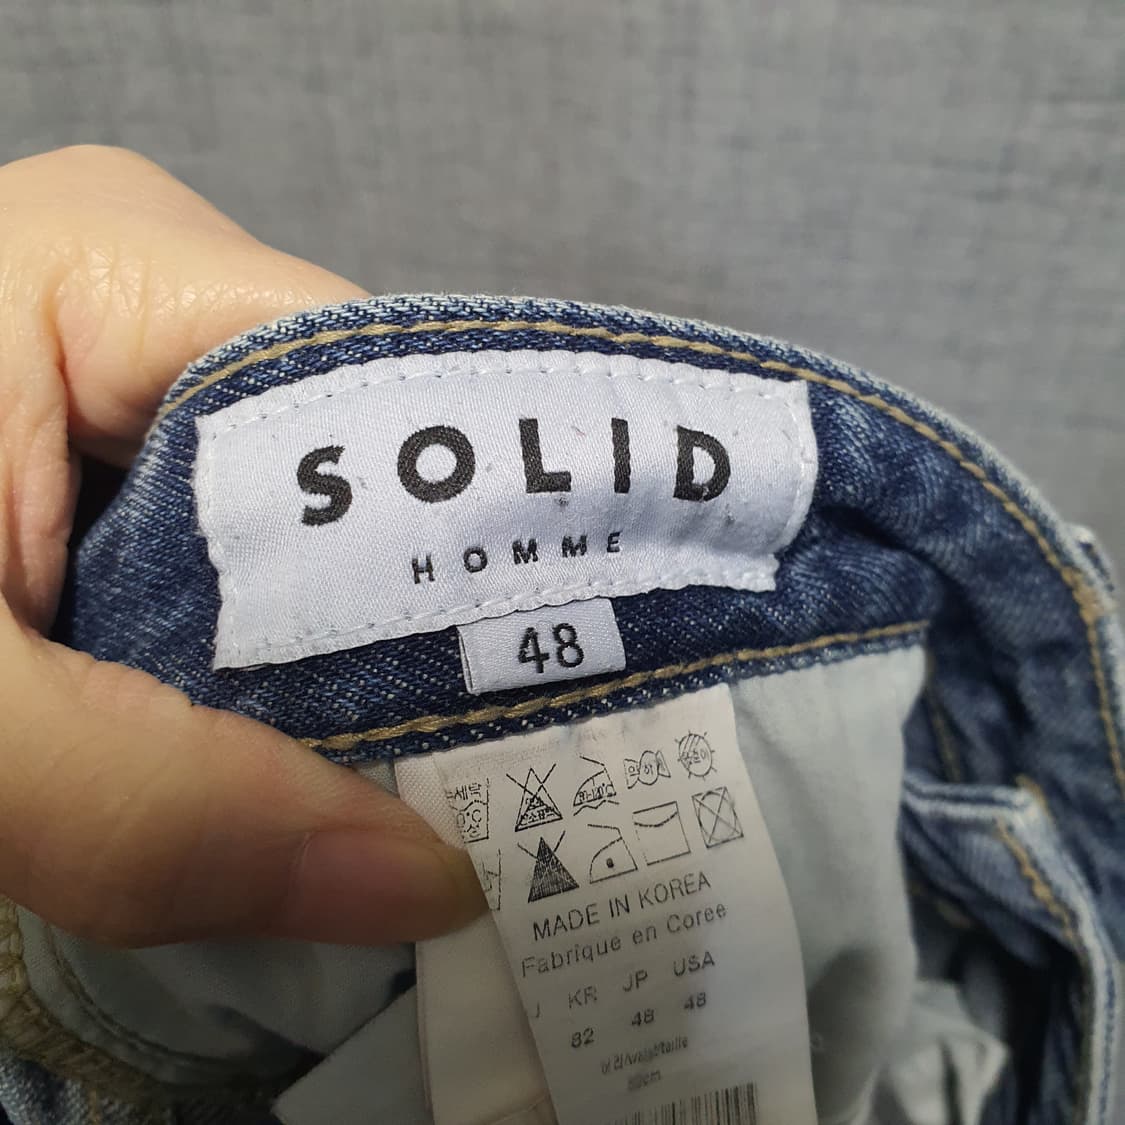 SOLID
HOMME
48
MADE IN KOREA
Fabrique en Coree
KR JP USA
82 48 48